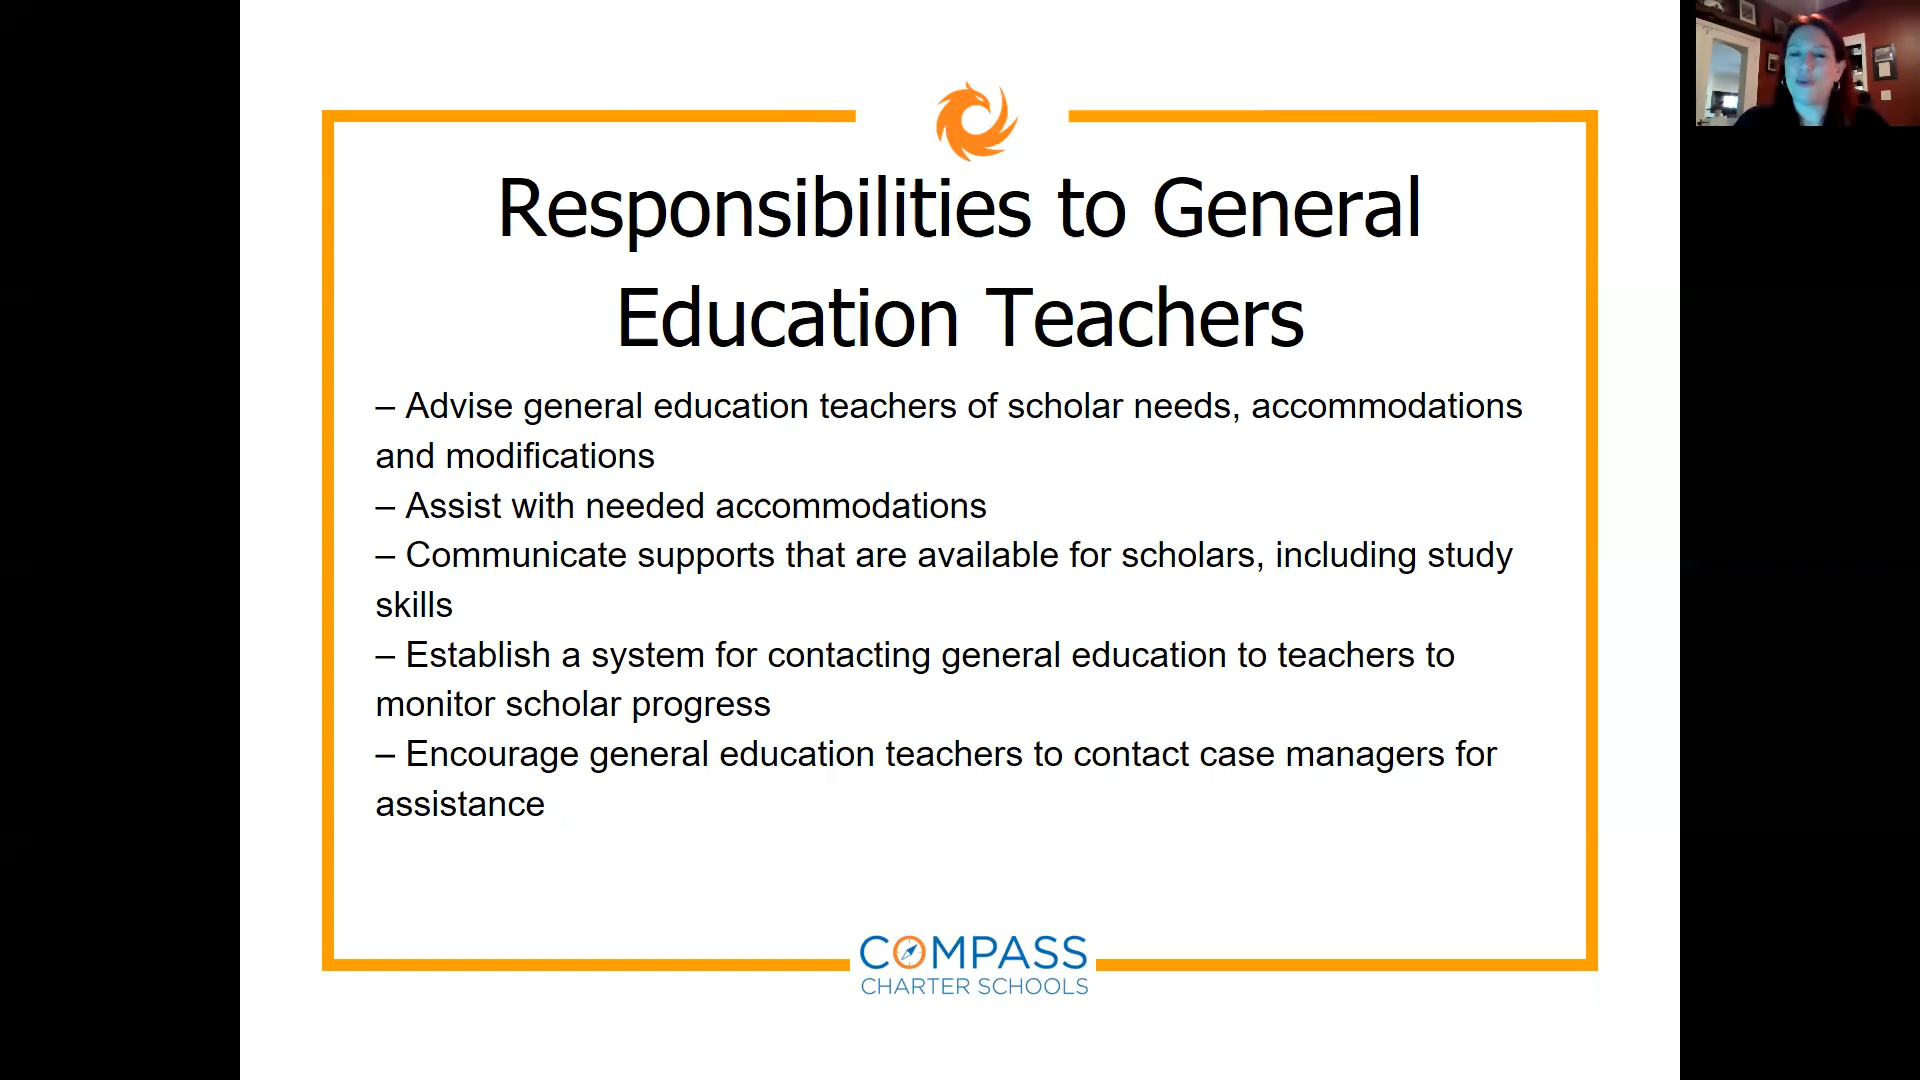 Responsibilities to General
Education Teachers
– Advise general education teachers of scholar needs, accommodations
and modifications
– Assist with needed accommodations
– Communicate supports that are available for scholars, including study
skills
– Establish a system for contacting general education to teachers to
monitor scholar progress
– Encourage general education teachers to contact case managers for
assistance
COMPASS
CHARTER SCHOOLS